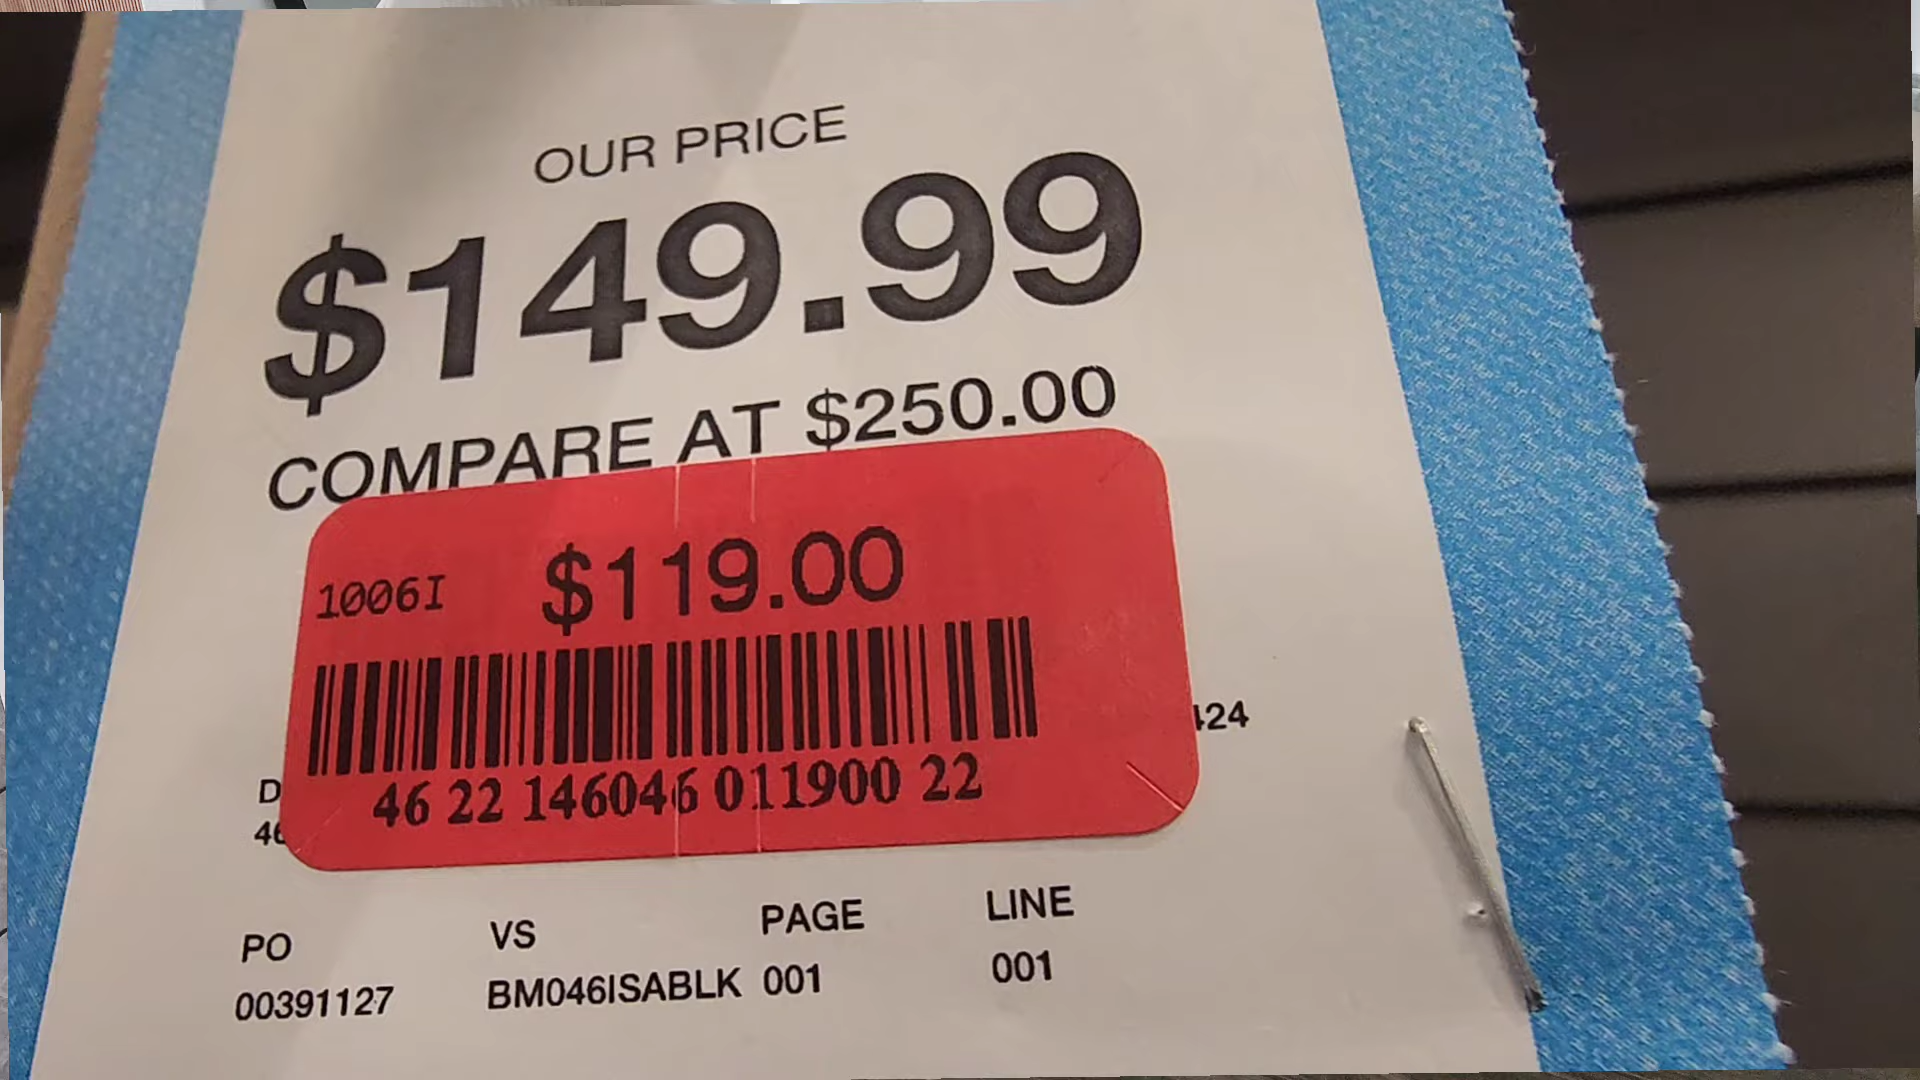 OUR PRICE
$149.99
COMPARE AT $250.00
1006I $119.00
46 22 146046 011900 22
424
D
46
PO VS PAGE LINE
00391127 BM046ISABLK 001 001